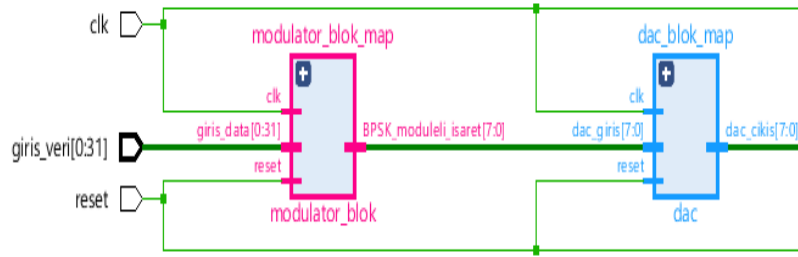 clk
modulator_blok_map
dac_blok_map
clk
clk
giris_veri[0:31]
giris_data[0:31]
BPSK_moduleli_isaret[7:0]
dac_giris[7:0]
dac_cikis[7:0]
reset
reset
reset
modulator_blok
dac